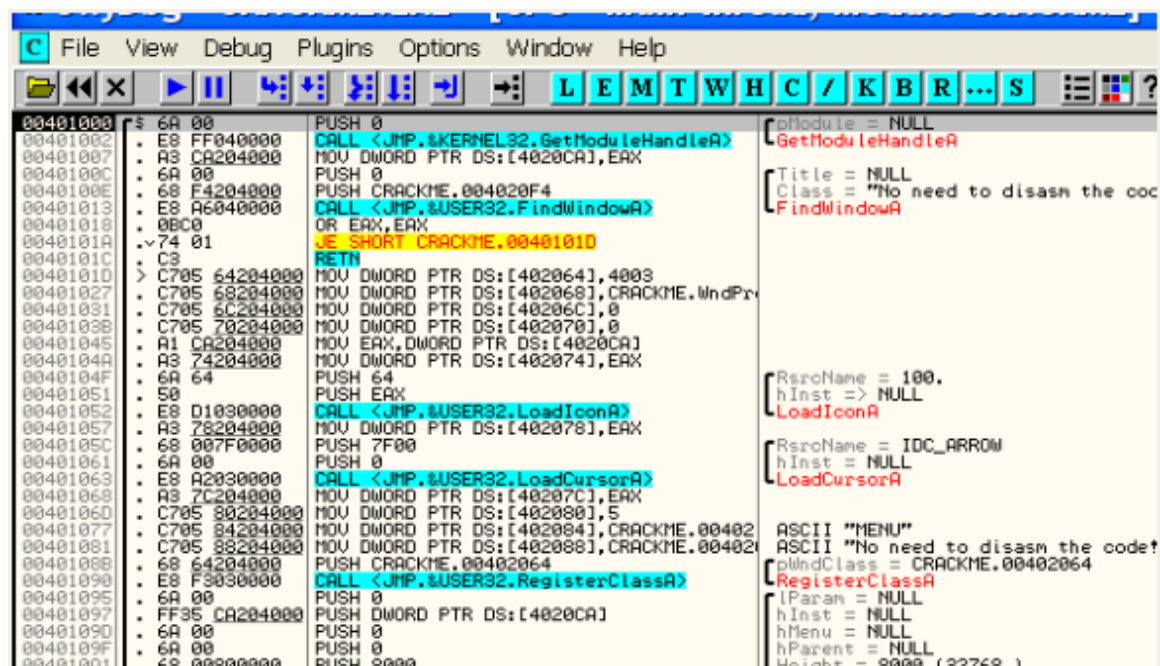 File View Debug Plugins Options Window Help
L E M T W H C / K B R ... S ?
00401000 $ 6A 00 PUSH 0 pModule = NULL
00401002 . E8 FF040000 CALL <JMP.&KERNEL32.GetModuleHandleA> GetModuleHandleA
00401007 . A3 CA204000 MOV DWORD PTR DS:[4020CA],EAX
0040100C . 6A 00 PUSH 0 Title = NULL
0040100E . 68 F4204000 PUSH CRACKME.004020F4 Class = "No need to disasm the cod
00401013 . E8 A6040000 CALL <JMP.&USER32.FindWindowA> FindWindowA
00401018 . 0BC0 OR EAX,EAX
0040101A .v 74 01 JE SHORT CRACKME.0040101D
0040101C . C3 RETN
0040101D > C705 64204000 MOV DWORD PTR DS:[402064],4003
00401027 . C705 68204000 MOV DWORD PTR DS:[402068],CRACKME.WndPr
00401031 . C705 6C204000 MOV DWORD PTR DS:[40206C],0
0040103B . C705 70204000 MOV DWORD PTR DS:[402070],0
00401045 . A1 CA204000 MOV EAX,DWORD PTR DS:[4020CA]
0040104A . A3 74204000 MOV DWORD PTR DS:[402074],EAX
0040104F . 6A 64 PUSH 64 RsrcName = 100.
00401051 . 50 PUSH EAX hInst => NULL
00401052 . E8 D1030000 CALL <JMP.&USER32.LoadIconA> LoadIconA
00401057 . A3 78204000 MOV DWORD PTR DS:[402078],EAX
0040105C . 68 007F0000 PUSH 7F00 RsrcName = IDC_ARROW
00401061 . 6A 00 PUSH 0 hInst = NULL
00401063 . E8 A2030000 CALL <JMP.&USER32.LoadCursorA> LoadCursorA
00401068 . A3 7C204000 MOV DWORD PTR DS:[40207C],EAX
0040106D . C705 80204000 MOV DWORD PTR DS:[402080],5
00401077 . C705 84204000 MOV DWORD PTR DS:[402084],CRACKME.00402 ASCII "MENU"
00401081 . C705 88204000 MOV DWORD PTR DS:[402088],CRACKME.00402 ASCII "No need to disasm the code!
0040108B . 68 64204000 PUSH CRACKME.00402064 pWndClass = CRACKME.00402064
00401090 . E8 F3030000 CALL <JMP.&USER32.RegisterClassA> RegisterClassA
00401095 . 6A 00 PUSH 0 lParam = NULL
00401097 . FF35 CA204000 PUSH DWORD PTR DS:[4020CA] hInst = NULL
0040109D . 6A 00 PUSH 0 hMenu = NULL
0040109F . 6A 00 PUSH 0 hParent = NULL
004010A1 . 68 00800000 PUSH 8000 Height = 8000 (32768.)